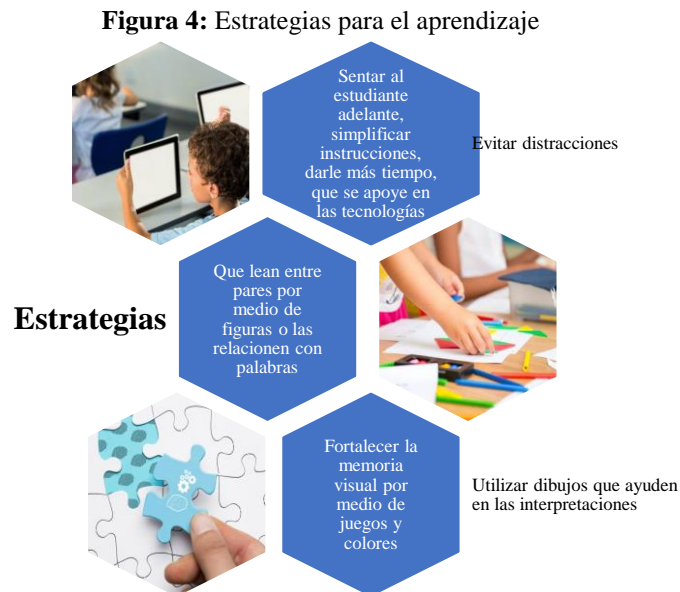 Figura 4: Estrategias para el aprendizaje
Sentar al
estudiante
adelante,
simplificar
instrucciones,
darle más tiempo,
que se apoye en
las tecnologías
Evitar distracciones
Estrategias
Que lean entre
pares por
medio de
figuras o las
relacionen con
palabras
Fortalecer la
memoria
visual por
medio de
juegos y
colores
Utilizar dibujos que ayuden
en las interpretaciones